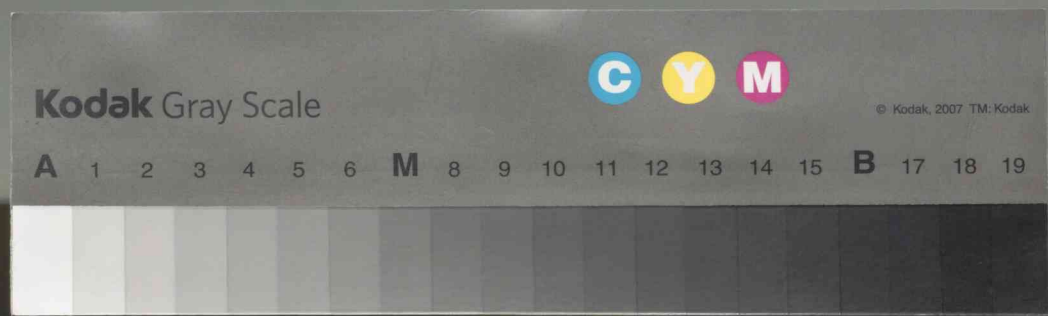 C Y M
Kodak Gray Scale
© Kodak, 2007 TM: Kodak
A 1 2 3 4 5 6 M 8 9 10 11 12 13 14 15 B 17 18 19